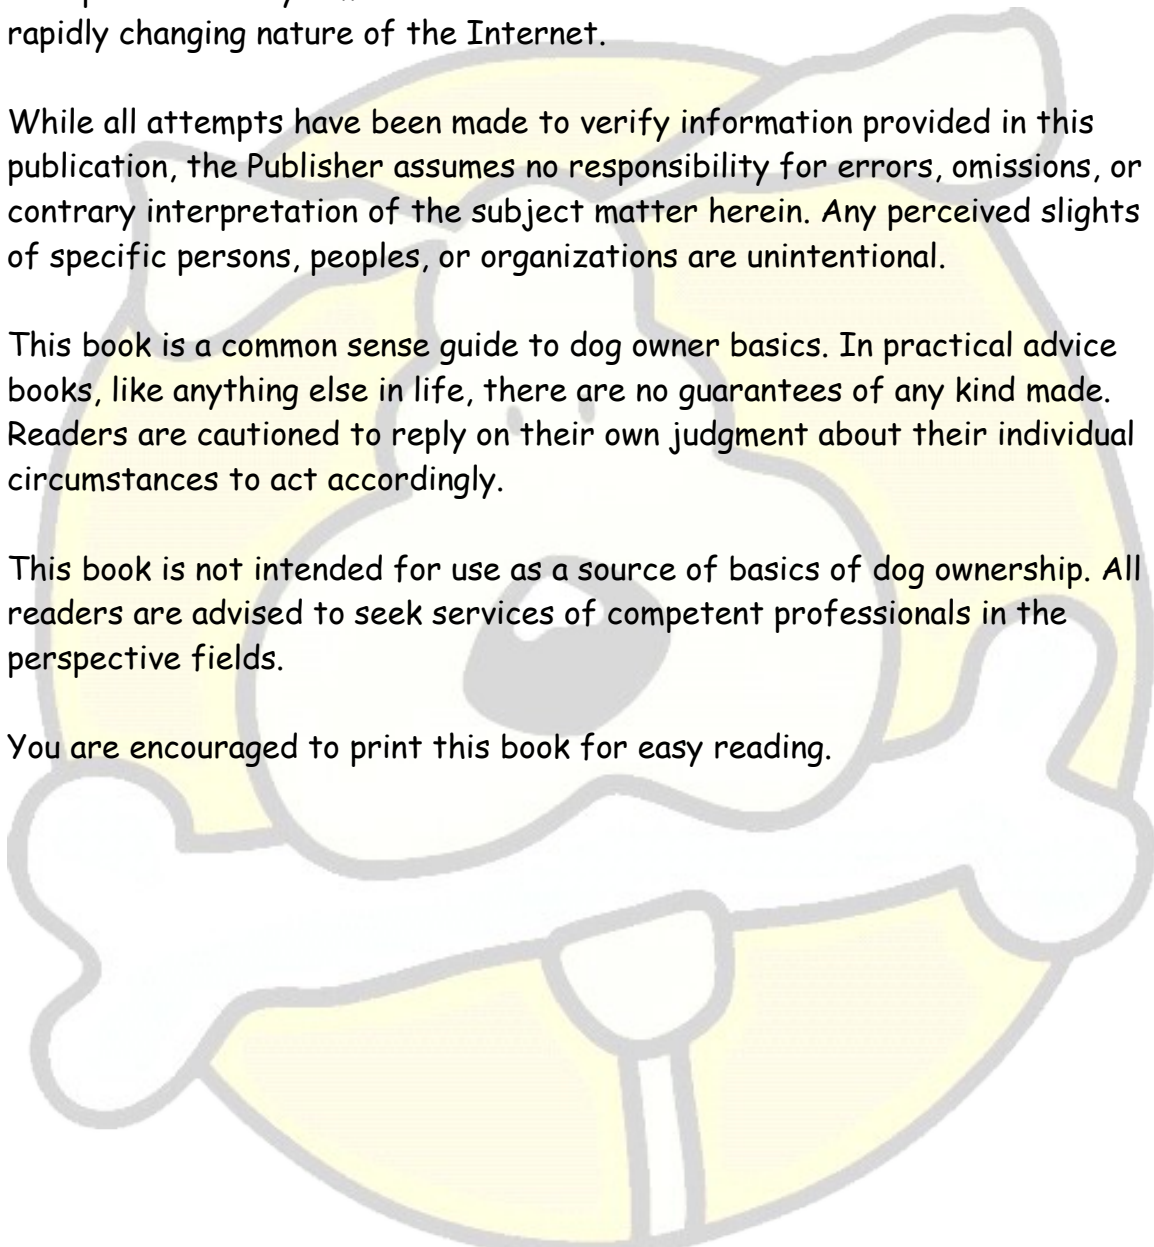 rapidly changing nature of the Internet.
While all attempts have been made to verify information provided in this
publication, the Publisher assumes no responsibility for errors, omissions, or
contrary interpretation of the subject matter herein. Any perceived slights
of specific persons, peoples, or organizations are unintentional.
This book is a common sense guide to dog owner basics. In practical advice
books, like anything else in life, there are no guarantees of any kind made.
Readers are cautioned to reply on their own judgment about their individual
circumstances to act accordingly.
This book is not intended for use as a source of basics of dog ownership. All
readers are advised to seek services of competent professionals in the
perspective fields.
You are encouraged to print this book for easy reading.